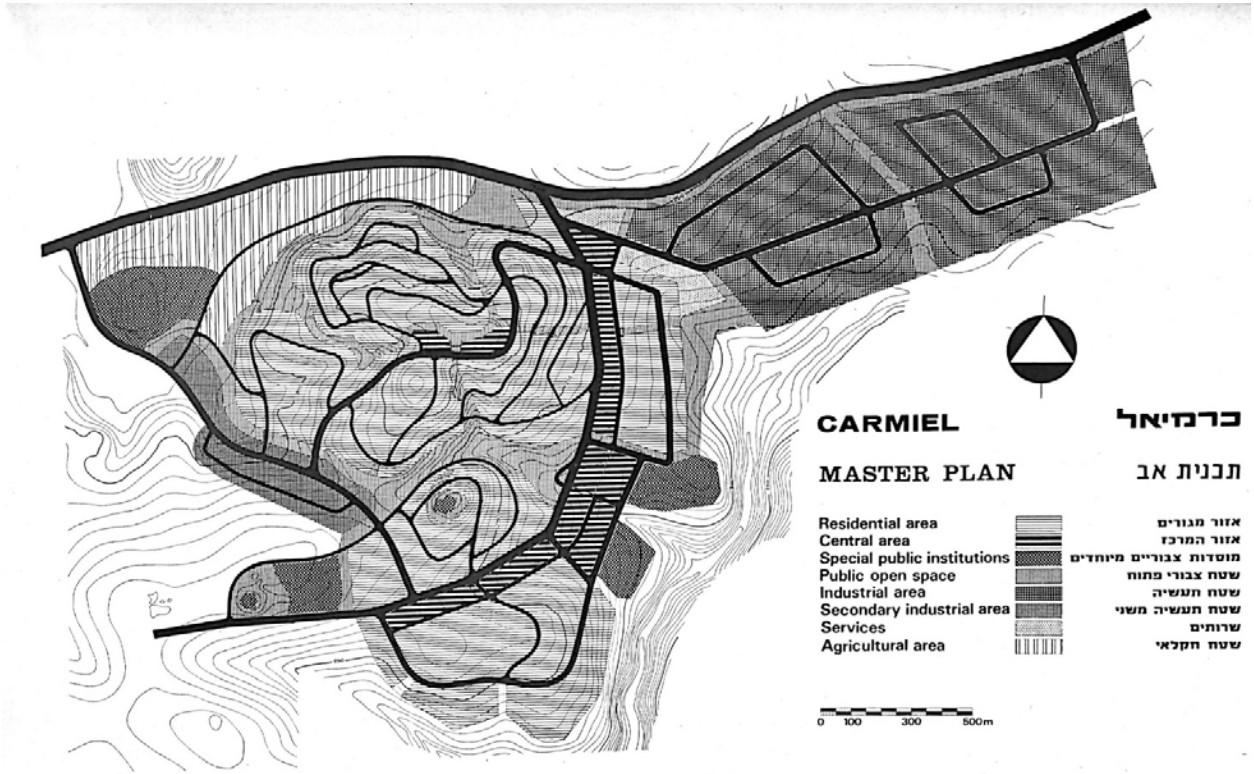 CARMIEL כרמיאל
MASTER PLAN תכנית אב
Residential area אזור מגורים
Central area אזור המרכז
Special public institutions מוסדות צבוריים מיוחדים
Public open space שטח צבורי פתוח
Industrial area שטח תעשיה
Secondary industrial area שטח תעשיה משני
Services שרותים
Agricultural area שטח חקלאי
0 100 300 500m